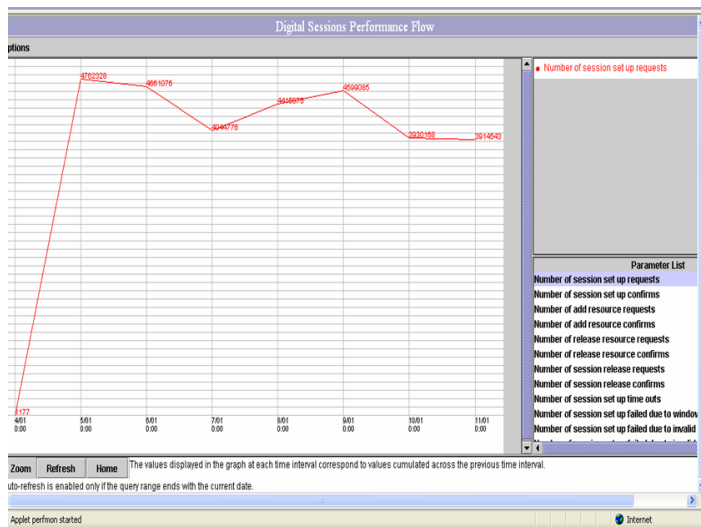 Digital Sessions Performance Flow
ptions
4762328
4661076
4599085
3930168
3914543
1177
4/01 5/01 6/01 7/01 8/01 9/01 10/01 11/01
0:00 0:00 0:00 0:00 0:00 0:00 0:00 0:00
Number of session set up requests
Parameter List
Number of session set up requests
Number of session set up confirms
Number of add resource requests
Number of add resource confirms
Number of release resource requests
Number of release resource confirms
Number of session release requests
Number of session release confirms
Number of session set up time outs
Number of session set up failed due to window
Number of session set up failed due to invalid
Zoom Refresh Home The values displayed in the graph at each time interval correspond to values cumulated across the previous time interval.
uto-refresh is enabled only if the query range ends with the current date.
Applet perfmon started Internet